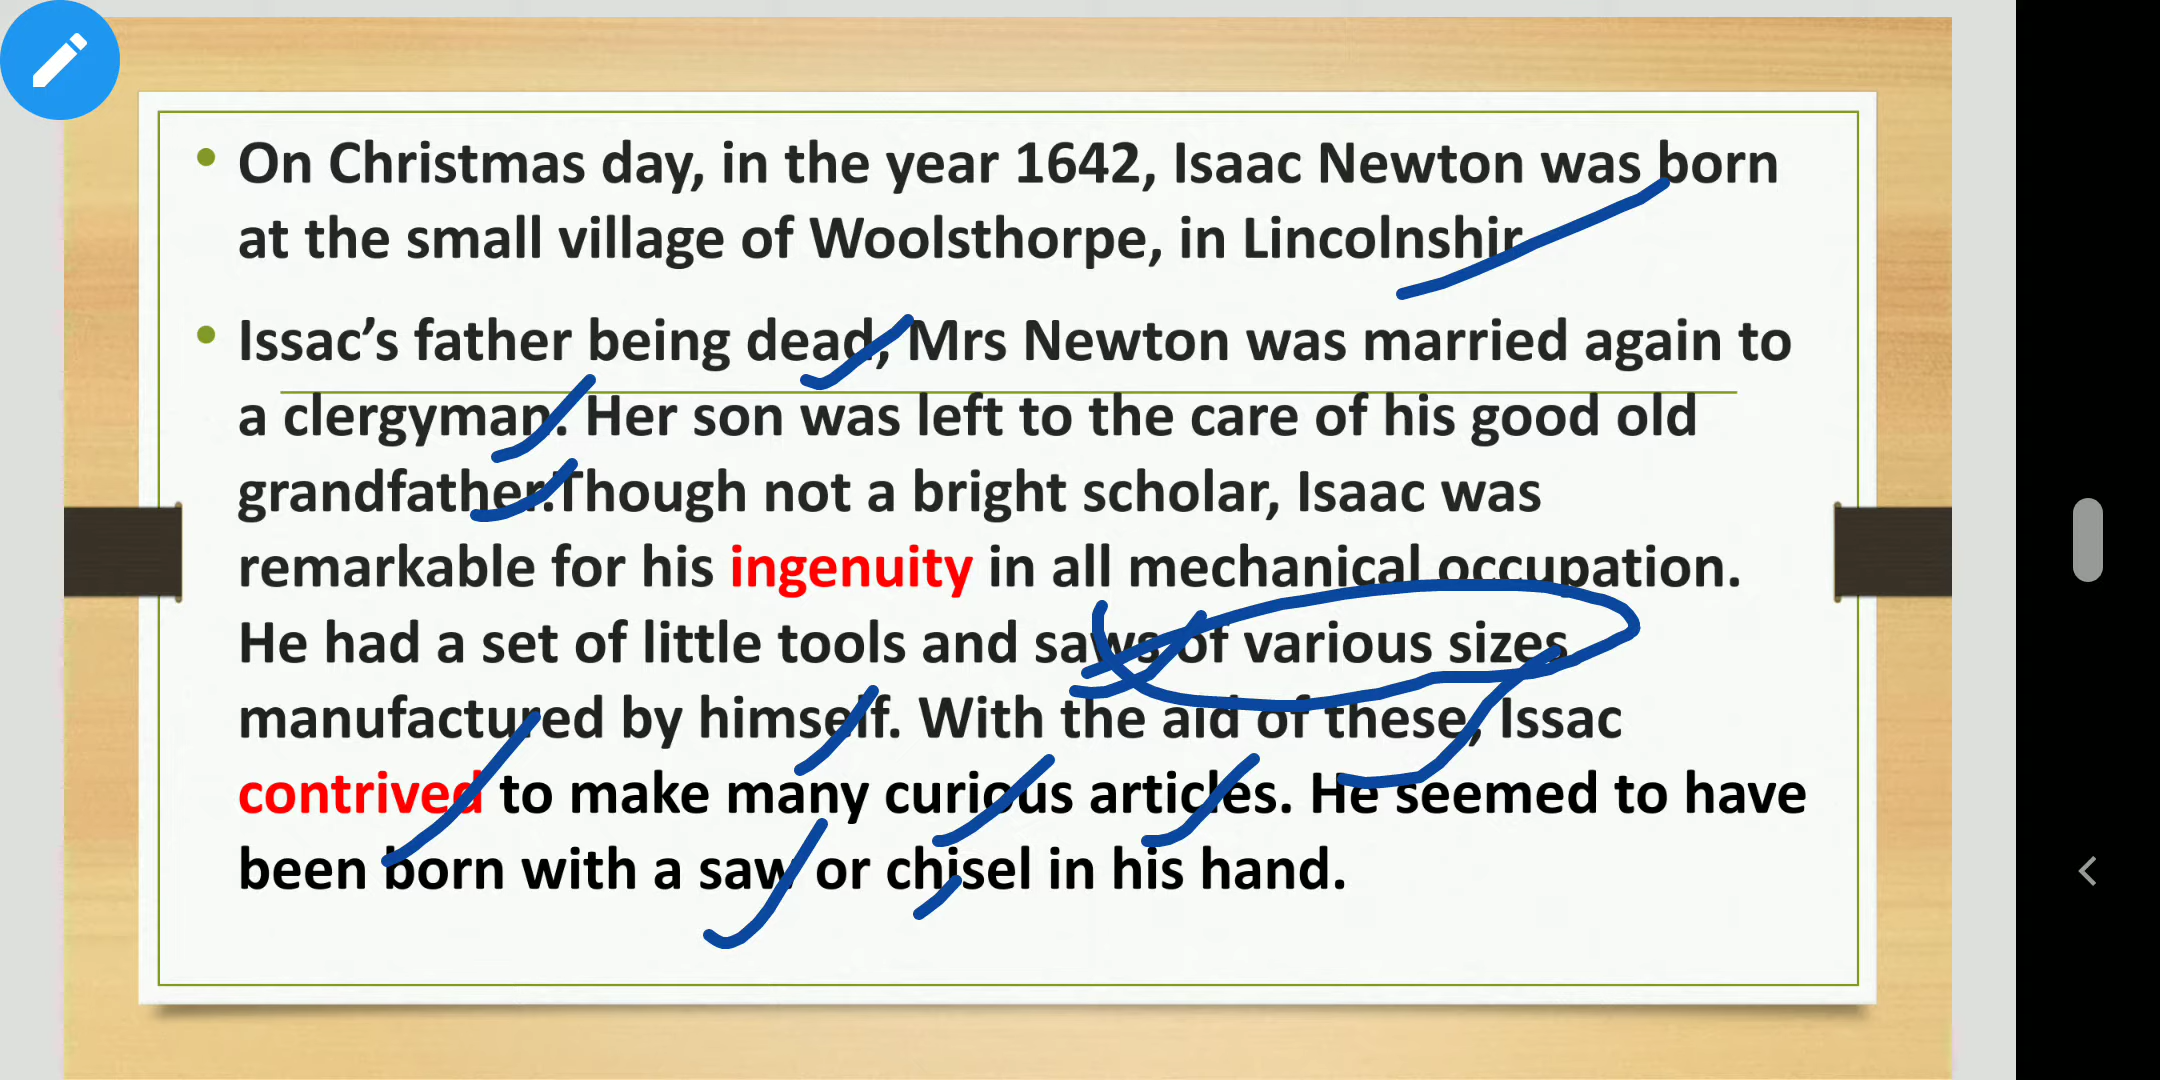 On Christmas day, in the year 1642, Isaac Newton was born
at the small village of Woolsthorpe, in Lincolnshir
Issac’s father being dead, Mrs Newton was married again to
a clergyman. Her son was left to the care of his good old
grandfather.Though not a bright scholar, Isaac was
remarkable for his ingenuity in all mechanical occupation.
He had a set of little tools and saws of various sizes
manufactured by himself. With the aid of these, Issac
contrived to make many curious articles. He seemed to have
been born with a saw or chisel in his hand.